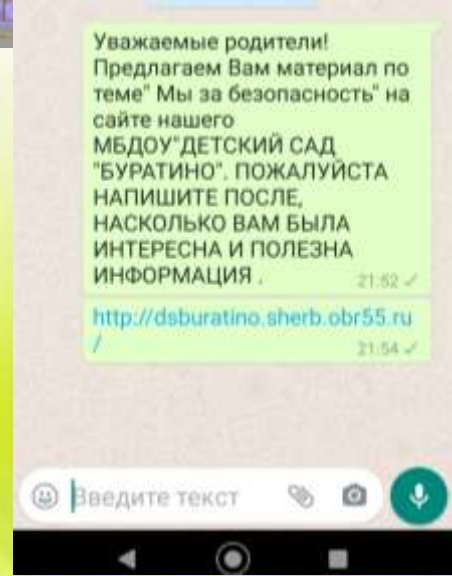 Уважаемые родители!
Предлагаем Вам материал по
теме" Мы за безопасность" на
сайте нашего
МБДОУ"ДЕТСКИЙ САД
"БУРАТИНО". ПОЖАЛУЙСТА
НАПИШИТЕ ПОСЛЕ,
НАСКОЛЬКО ВАМ БЫЛА
ИНТЕРЕСНА И ПОЛЕЗНА
ИНФОРМАЦИЯ .
21:52
http://dsburatino.sherb.obr55.ru
/
21:54
Введите текст